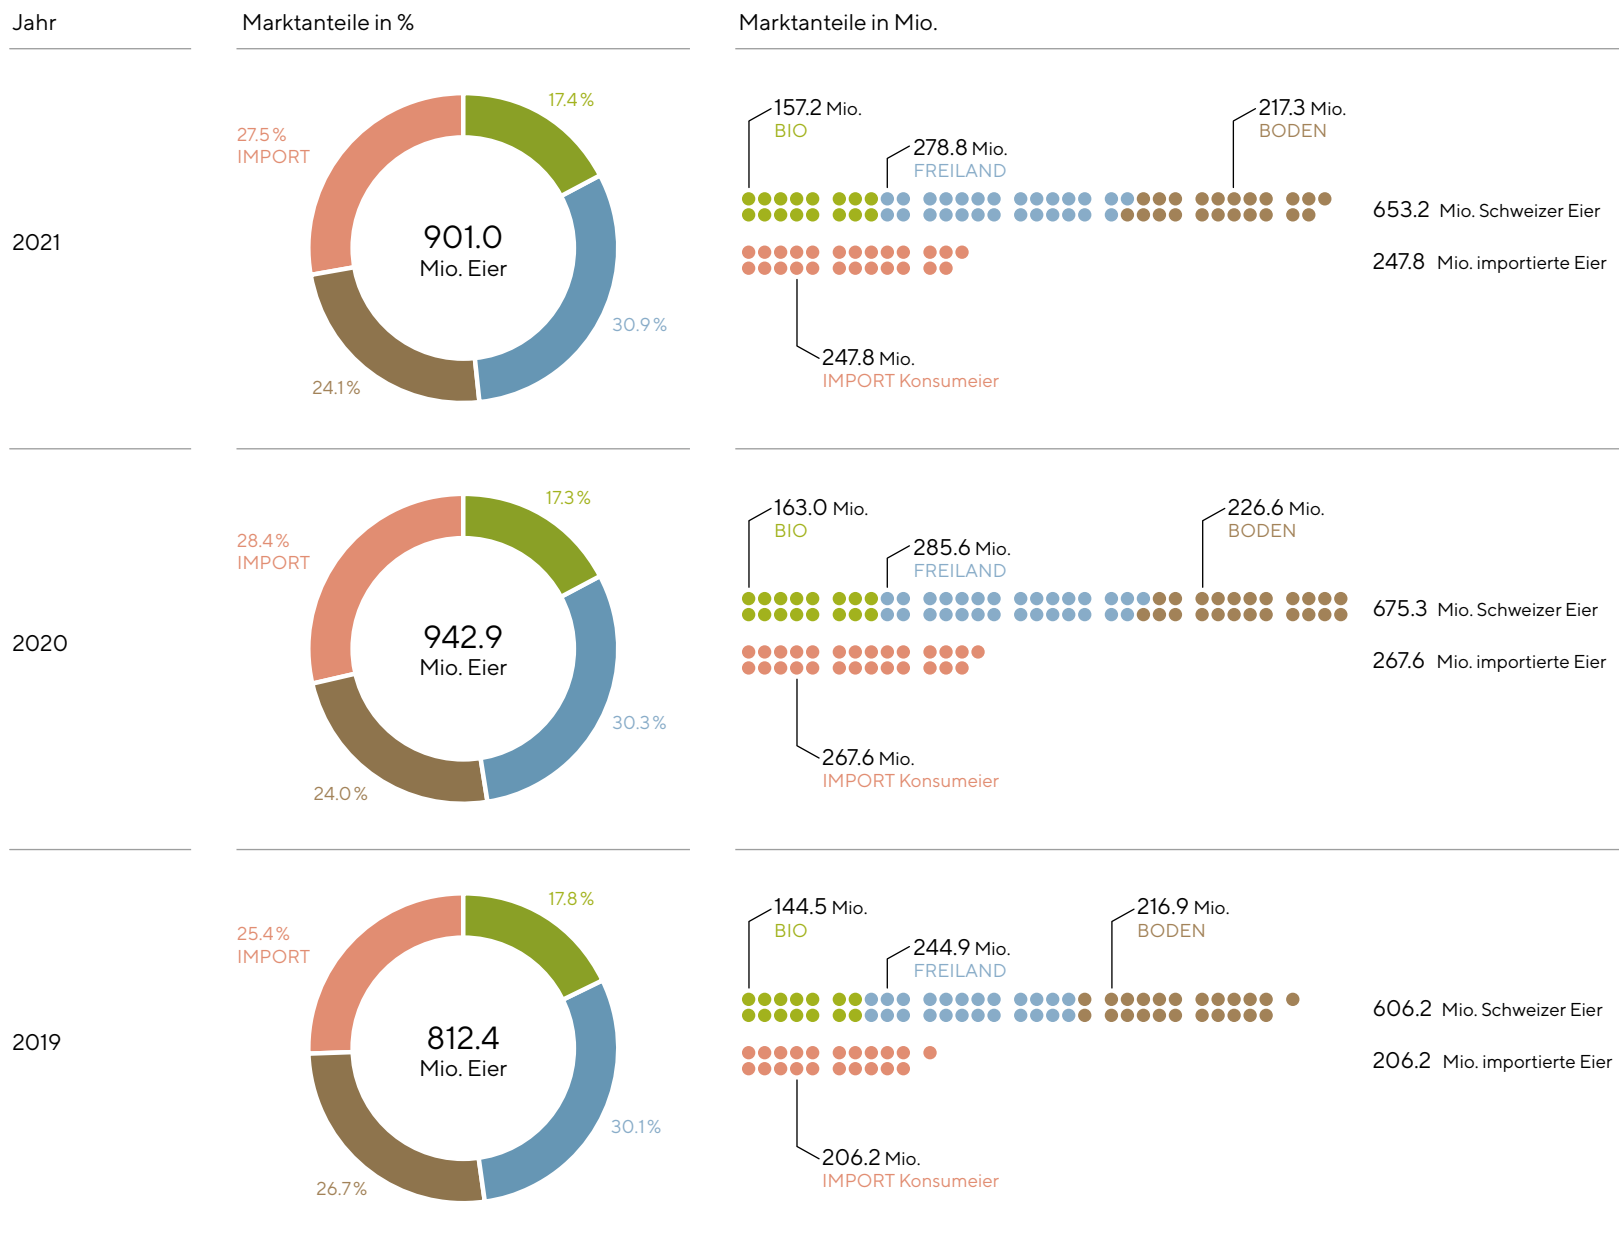 Jahr
Marktanteile in %
Marktanteile in Mio.
2021
17.4 %
27.5 %
IMPORT
901.0
Mio. Eier
30.9 %
24.1 %
157.2 Mio.
BIO
278.8 Mio.
FREILAND
217.3 Mio.
BODEN
653.2 Mio. Schweizer Eier
247.8 Mio. importierte Eier
247.8 Mio.
IMPORT Konsumeier
2020
17.3 %
28.4 %
IMPORT
942.9
Mio. Eier
30.3 %
24.0 %
163.0 Mio.
BIO
285.6 Mio.
FREILAND
226.6 Mio.
BODEN
675.3 Mio. Schweizer Eier
267.6 Mio. importierte Eier
267.6 Mio.
IMPORT Konsumeier
2019
17.8 %
25.4 %
IMPORT
812.4
Mio. Eier
30.1 %
26.7 %
144.5 Mio.
BIO
244.9 Mio.
FREILAND
216.9 Mio.
BODEN
606.2 Mio. Schweizer Eier
206.2 Mio. importierte Eier
206.2 Mio.
IMPORT Konsumeier